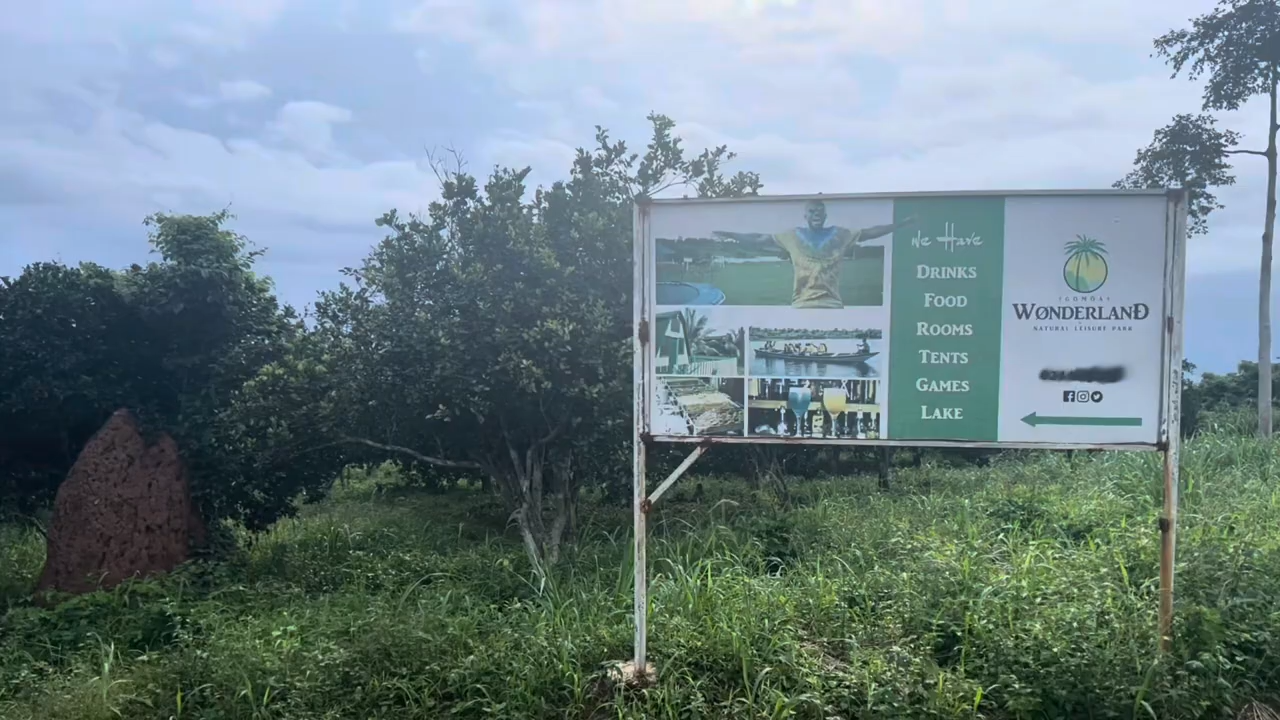 We Have
DRINKS
FOOD
ROOMS
TENTS
GAMES
LAKE
WONDERLAND
NATURAL LEISURE PARK